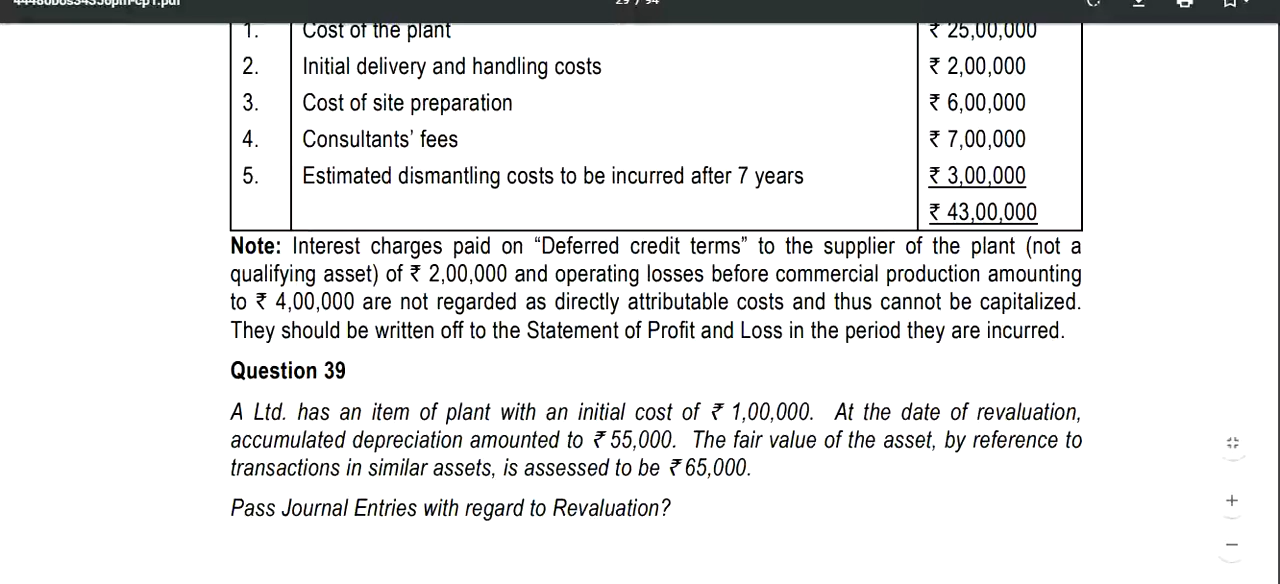 29 / 94
1. Cost of the plant ₹ 25,00,000
2. Initial delivery and handling costs ₹ 2,00,000
3. Cost of site preparation ₹ 6,00,000
4. Consultants’ fees ₹ 7,00,000
5. Estimated dismantling costs to be incurred after 7 years ₹ 3,00,000
₹ 43,00,000
Note: Interest charges paid on “Deferred credit terms” to the supplier of the plant (not a
qualifying asset) of ₹ 2,00,000 and operating losses before commercial production amounting
to ₹ 4,00,000 are not regarded as directly attributable costs and thus cannot be capitalized.
They should be written off to the Statement of Profit and Loss in the period they are incurred.
Question 39
A Ltd. has an item of plant with an initial cost of ₹ 1,00,000. At the date of revaluation,
accumulated depreciation amounted to ₹ 55,000. The fair value of the asset, by reference to
transactions in similar assets, is assessed to be ₹ 65,000.
Pass Journal Entries with regard to Revaluation?